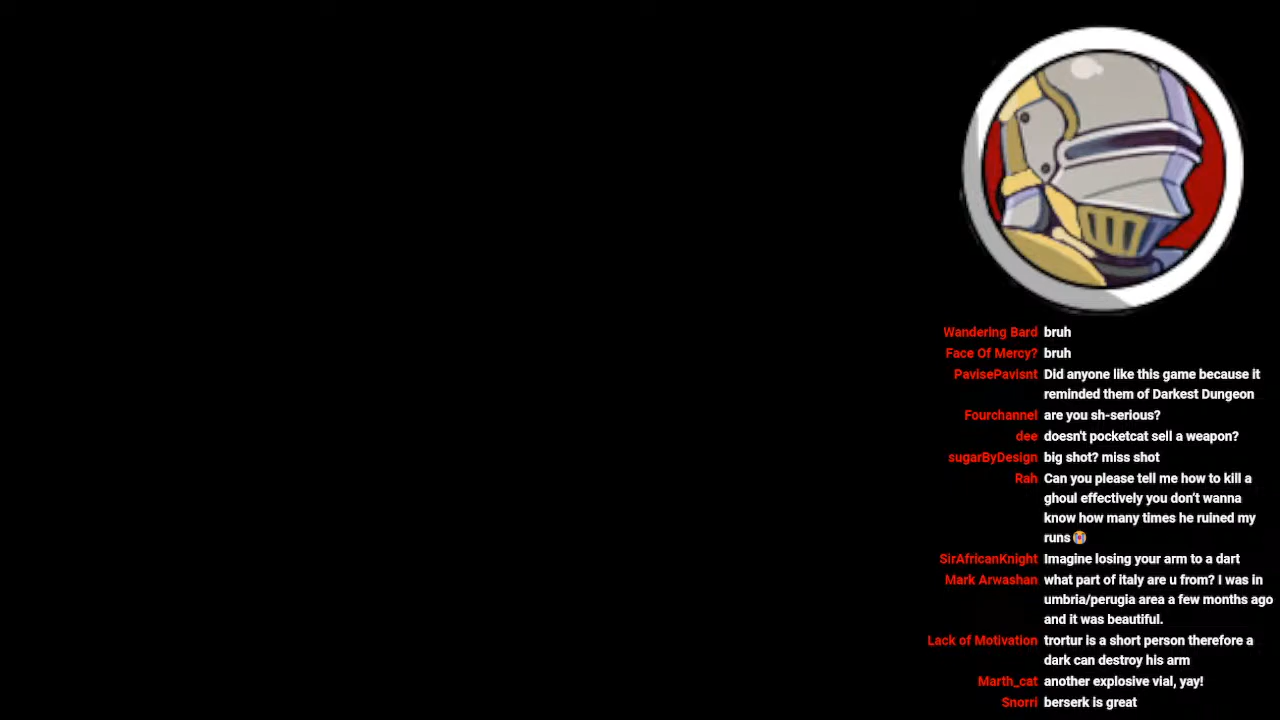 Wandering Bard bruh
Face Of Mercy? bruh
PavisePavisnt Did anyone like this game because it
reminded them of Darkest Dungeon
Fourchannel are you sh-serious?
dee doesn't pocketcat sell a weapon?
sugarByDesign big shot? miss shot
Rah Can you please tell me how to kill a
ghoul effectively you don't wanna
know how many times he ruined my
runs
SirAfricanKnight Imagine losing your arm to a dart
Mark Arwashan what part of italy are u from? I was in
umbria/perugia area a few months ago
and it was beautiful.
Lack of Motivation trortur is a short person therefore a
dark can destroy his arm
Marth_cat another explosive vial, yay!
Snorri berserk is great